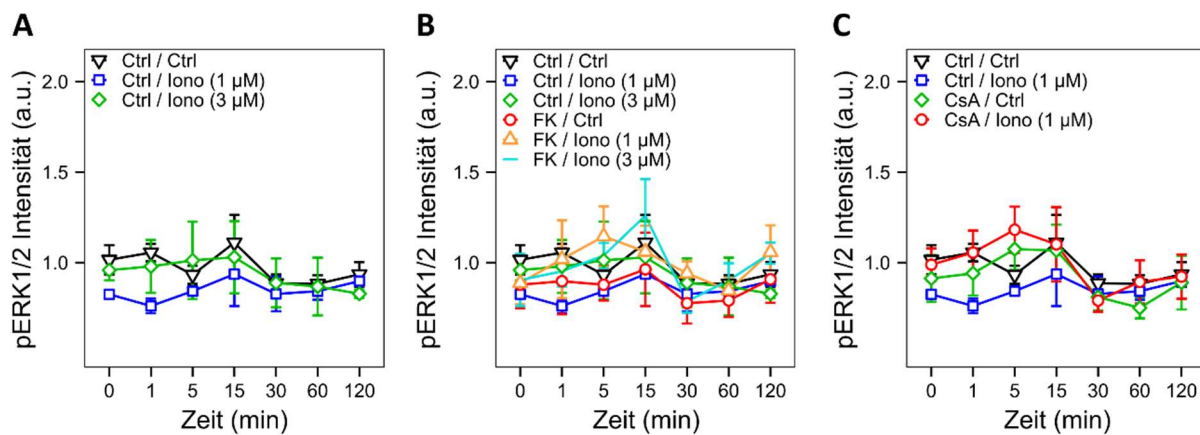 A
pERK1/2 Intensität (a.u.)
2.0
1.5
1.0
Ctrl / Ctrl
Ctrl / Iono (1 µM)
Ctrl / Iono (3 µM)
0 1 5 15 30 60 120
Zeit (min)
B
pERK1/2 Intensität (a.u.)
2.0
1.5
1.0
Ctrl / Ctrl
Ctrl / Iono (1 µM)
Ctrl / Iono (3 µM)
FK / Ctrl
FK / Iono (1 µM)
FK / Iono (3 µM)
0 1 5 15 30 60 120
Zeit (min)
C
pERK1/2 Intensität (a.u.)
2.0
1.5
1.0
Ctrl / Ctrl
Ctrl / Iono (1 µM)
CsA / Ctrl
CsA / Iono (1 µM)
0 1 5 15 30 60 120
Zeit (min)